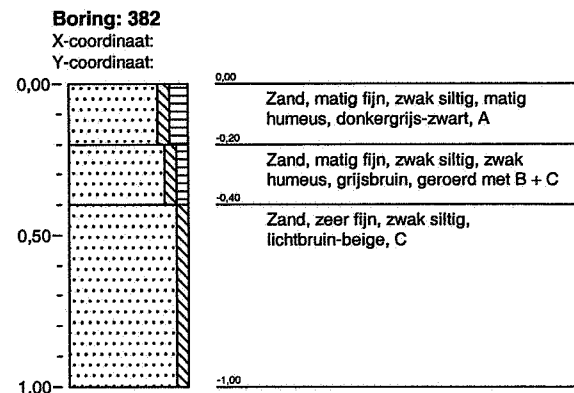 Boring: 382
X-coordinaat:
Y-coordinaat:
0,00
0,00
Zand, matig fijn, zwak siltig, matig
humeus, donkergrijs-zwart, A
-0,20
Zand, matig fijn, zwak siltig, zwak
humeus, grijsbruin, geroerd met B + C
-0,40
Zand, zeer fijn, zwak siltig,
lichtbruin-beige, C
0,50
-1,00
1,00